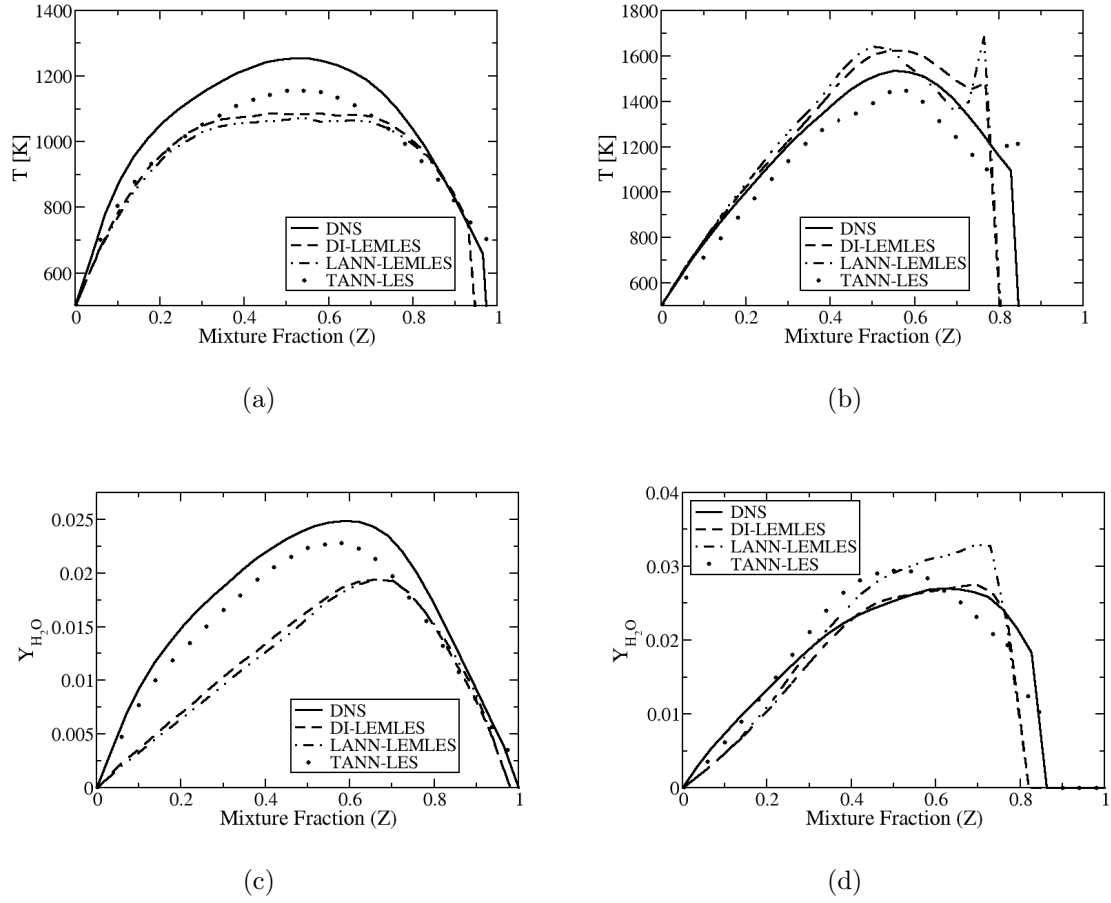 1400
1200
1000
800
600
T [K]
0
0.2
0.4
0.6
0.8
1
Mixture Fraction (Z)
DNS
DI-LEMLES
LANN-LEMLES
TANN-LES
(a)
1800
1600
1400
1200
1000
800
600
T [K]
0
0.2
0.4
0.6
0.8
1
Mixture Fraction (Z)
DNS
DI-LEMLES
LANN-LEMLES
TANN-LES
(b)
0.025
0.02
0.015
0.01
0.005
0
Y_{H_2O}
0
0.2
0.4
0.6
0.8
1
Mixture Fraction (Z)
DNS
DI-LEMLES
LANN-LEMLES
TANN-LES
(c)
0.04
0.03
0.02
0.01
0
Y_{H_2O}
0
0.2
0.4
0.6
0.8
1
Mixture Fraction (Z)
DNS
DI-LEMLES
LANN-LEMLES
TANN-LES
(d)